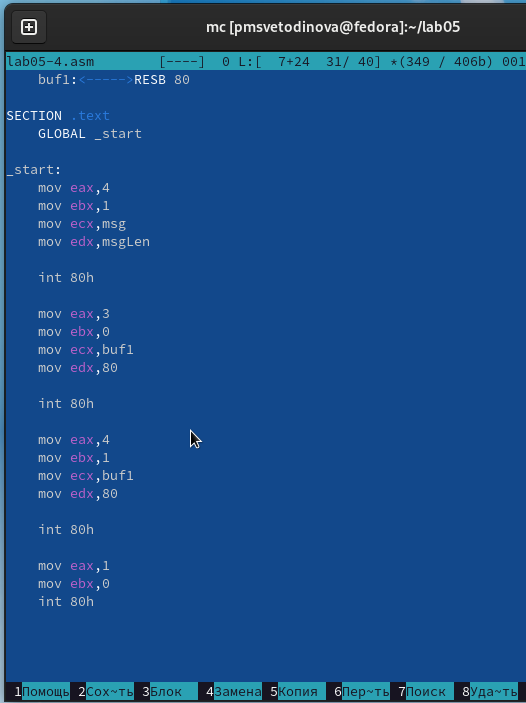 mc [pmsvetodinova@fedora]:~/lab05
lab05-4.asm [----] 0 L:[ 7+24 31/ 40] *(349 / 406b) 001
buf1:<----->RESB 80
SECTION .text
GLOBAL _start
_start:
mov eax,4
mov ebx,1
mov ecx,msg
mov edx,msgLen
int 80h
mov eax,3
mov ebx,0
mov ecx,buf1
mov edx,80
int 80h
mov eax,4
mov ebx,1
mov ecx,buf1
mov edx,80
int 80h
mov eax,1
mov ebx,0
int 80h
1Помощь 2Сох~ть 3Блок 4Замена 5Копия 6Пер~ть 7Поиск 8Уда~ть